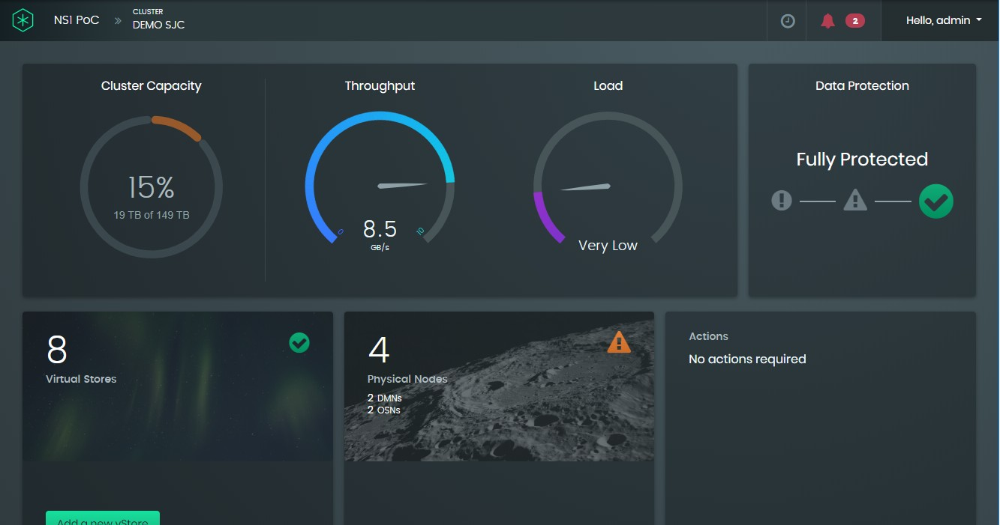 NS1 PoC
»
CLUSTER
DEMO SJC
2
Hello, admin
Cluster Capacity
15%
19 TB of 149 TB
Throughput
0
10
8.5
GB/s
Load
Very Low
Data Protection
Fully Protected
8
Virtual Stores
Add a new vStore
4
Physical Nodes
2 DMNs
2 OSNs
Actions
No actions required